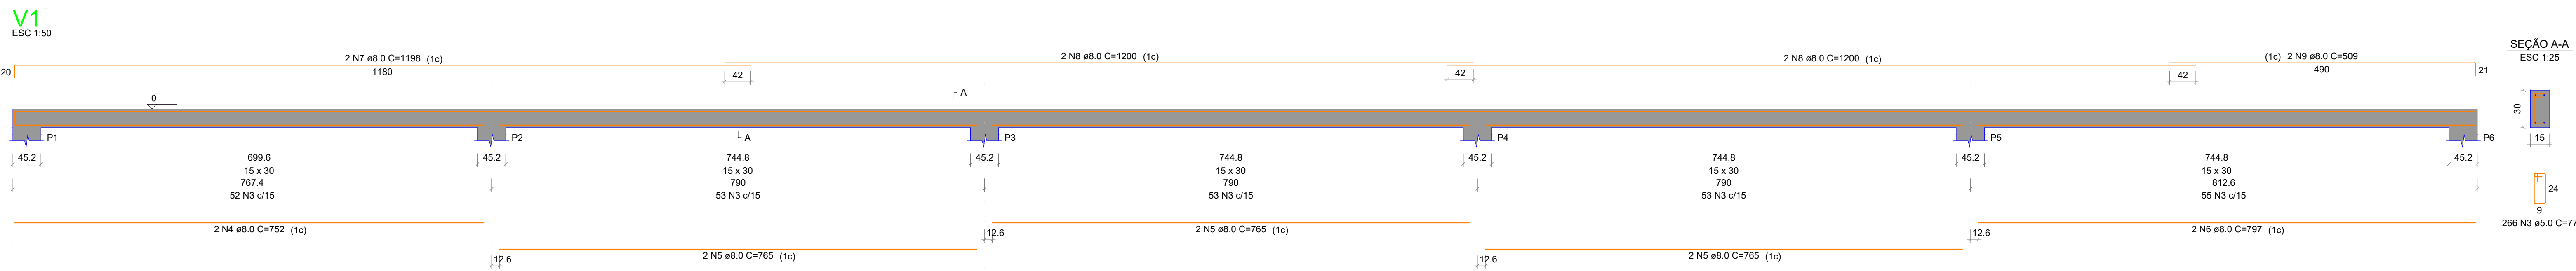 V1
ESC 1:50
2 N7 ø8.0 C=1198 (1c)
2 N8 ø8.0 C=1200 (1c)
2 N8 ø8.0 C=1200 (1c)
(1c) 2 N9 ø8.0 C=509
20
1180
42
42
42
490
21
SEÇÃO A-A
ESC 1:25
0
A
30
15
P1
P2
A
P3
P4
P5
P6
45.2
699.6
45.2
744.8
45.2
744.8
45.2
744.8
45.2
744.8
45.2
15 x 30
15 x 30
15 x 30
15 x 30
15 x 30
767.4
790
790
790
812.6
52 N3 c/15
53 N3 c/15
53 N3 c/15
53 N3 c/15
55 N3 c/15
24
9
266 N3 ø5.0 C=77
2 N4 ø8.0 C=752 (1c)
12.6
2 N5 ø8.0 C=765 (1c)
12.6
2 N6 ø8.0 C=797 (1c)
12.6
2 N5 ø8.0 C=765 (1c)
12.6
2 N5 ø8.0 C=765 (1c)